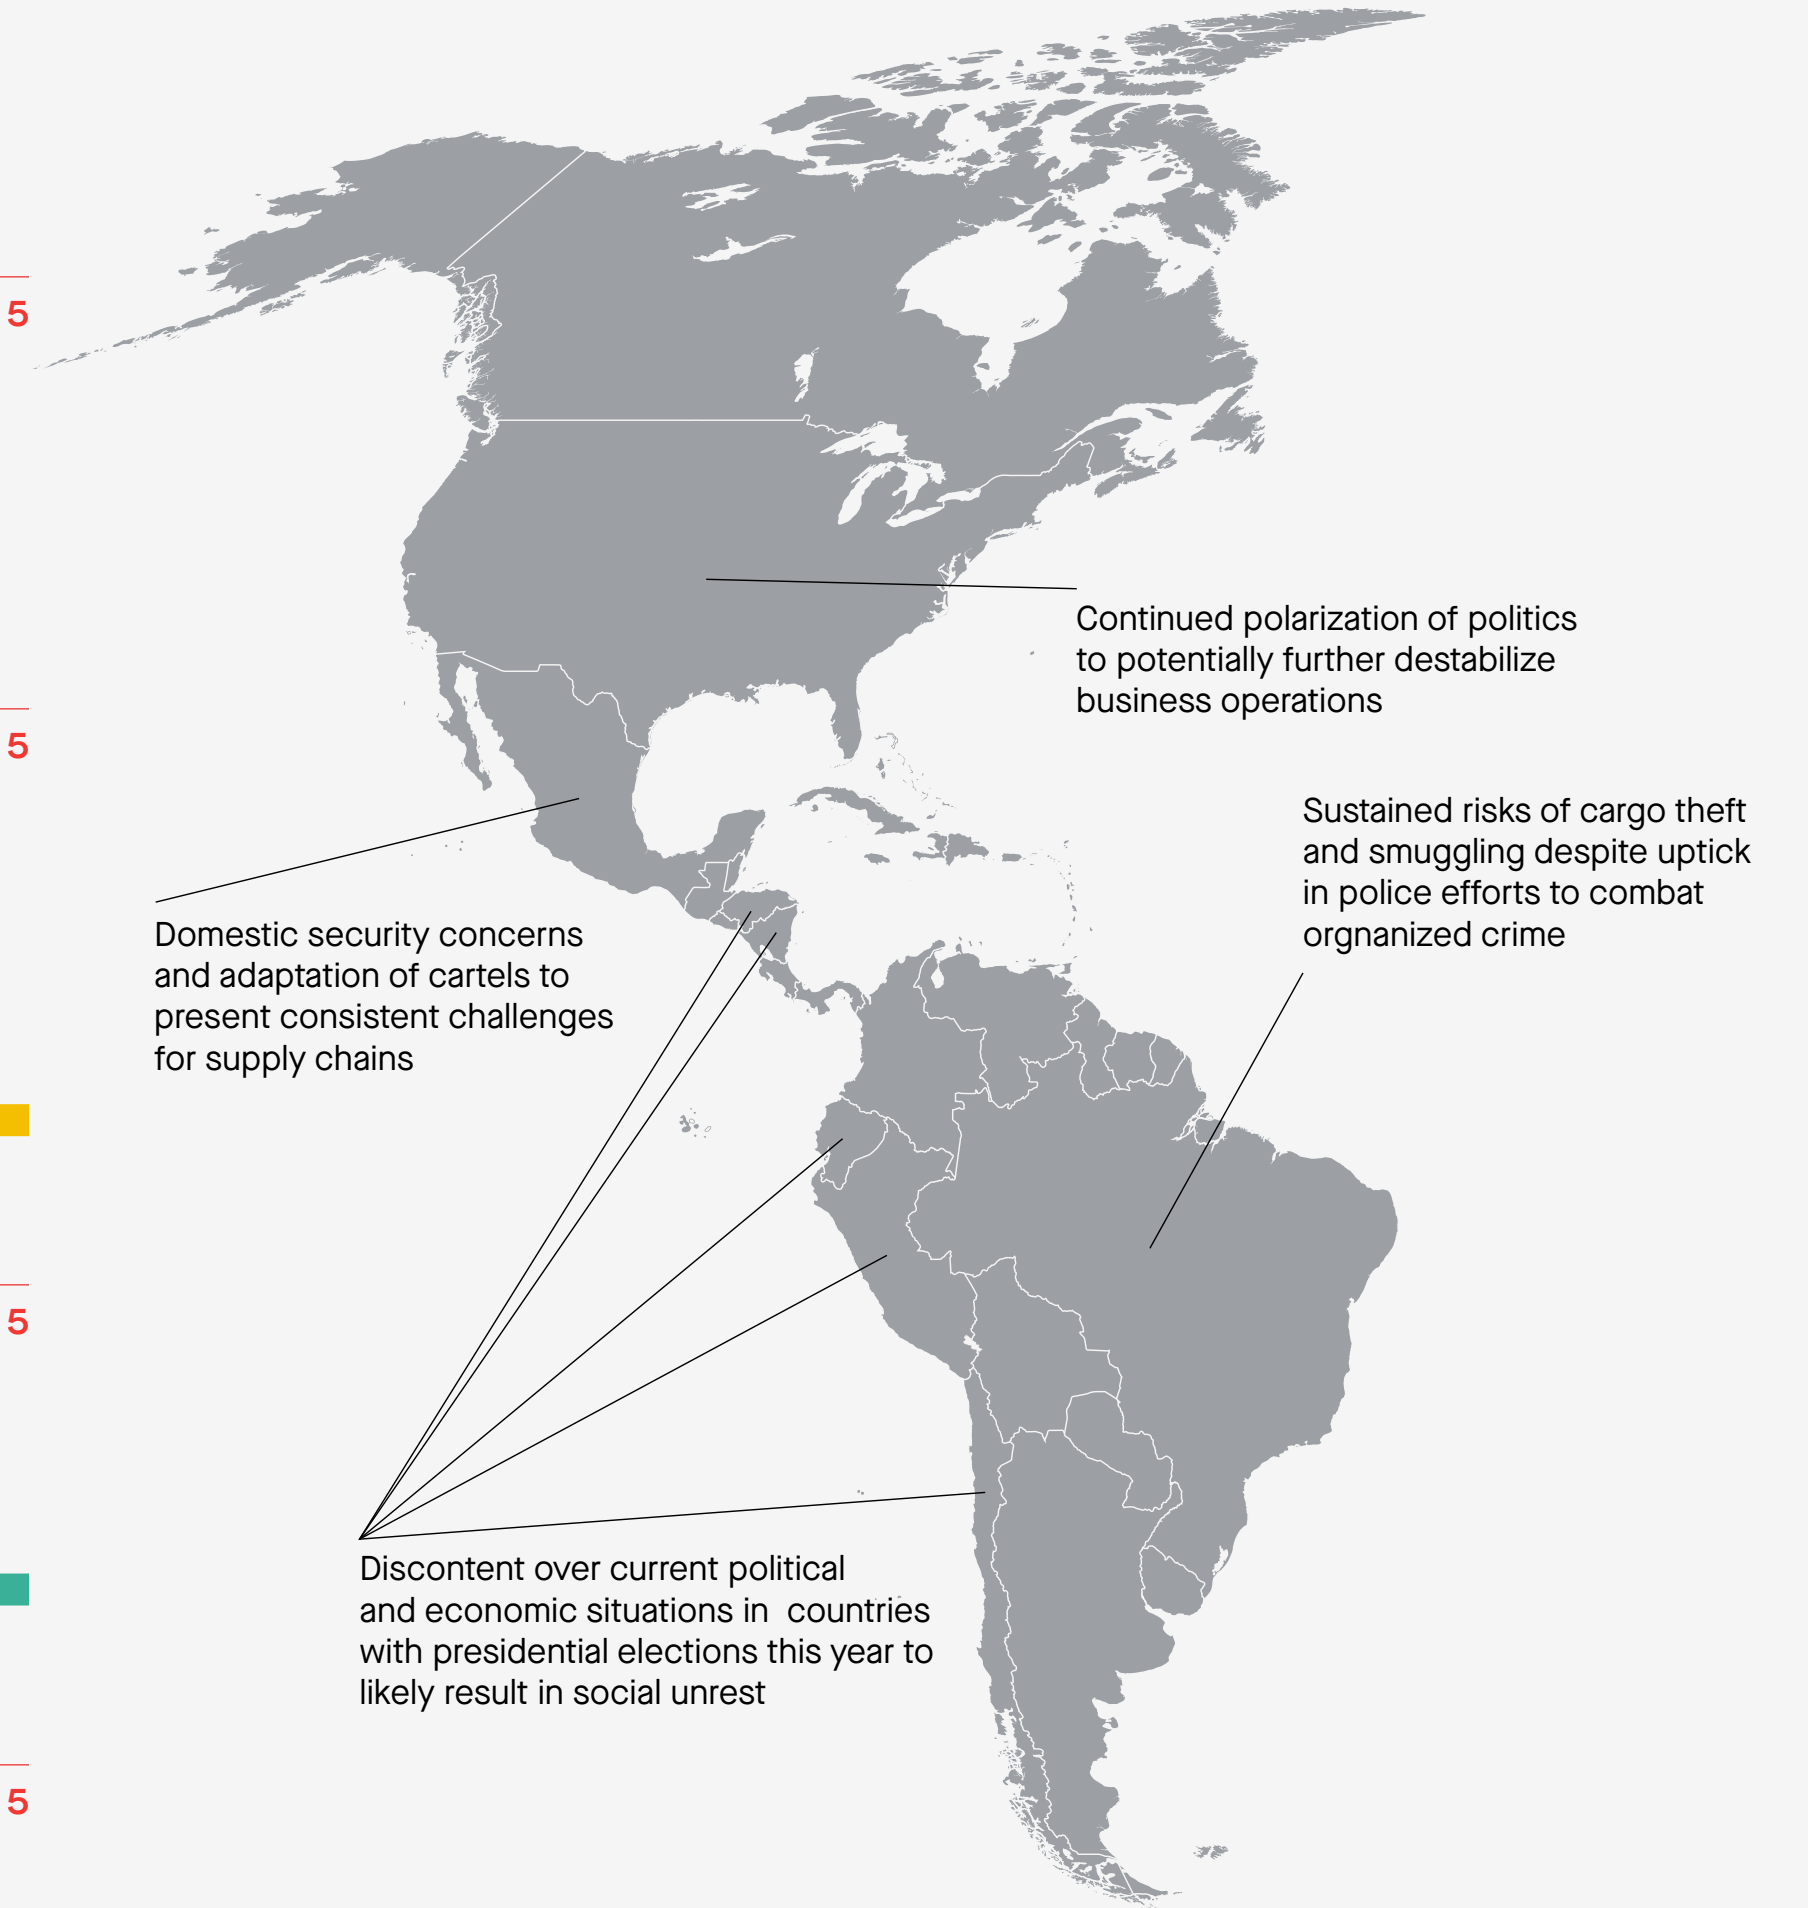 5
Continued polarization of politics
to potentially further destabilize
business operations
5
Sustained risks of cargo theft
and smuggling despite uptick
in police efforts to combat
orgnanized crime
Domestic security concerns
and adaptation of cartels to
present consistent challenges
for supply chains
5
Discontent over current political
and economic situations in  countries
with presidential elections this year to
likely result in social unrest
5